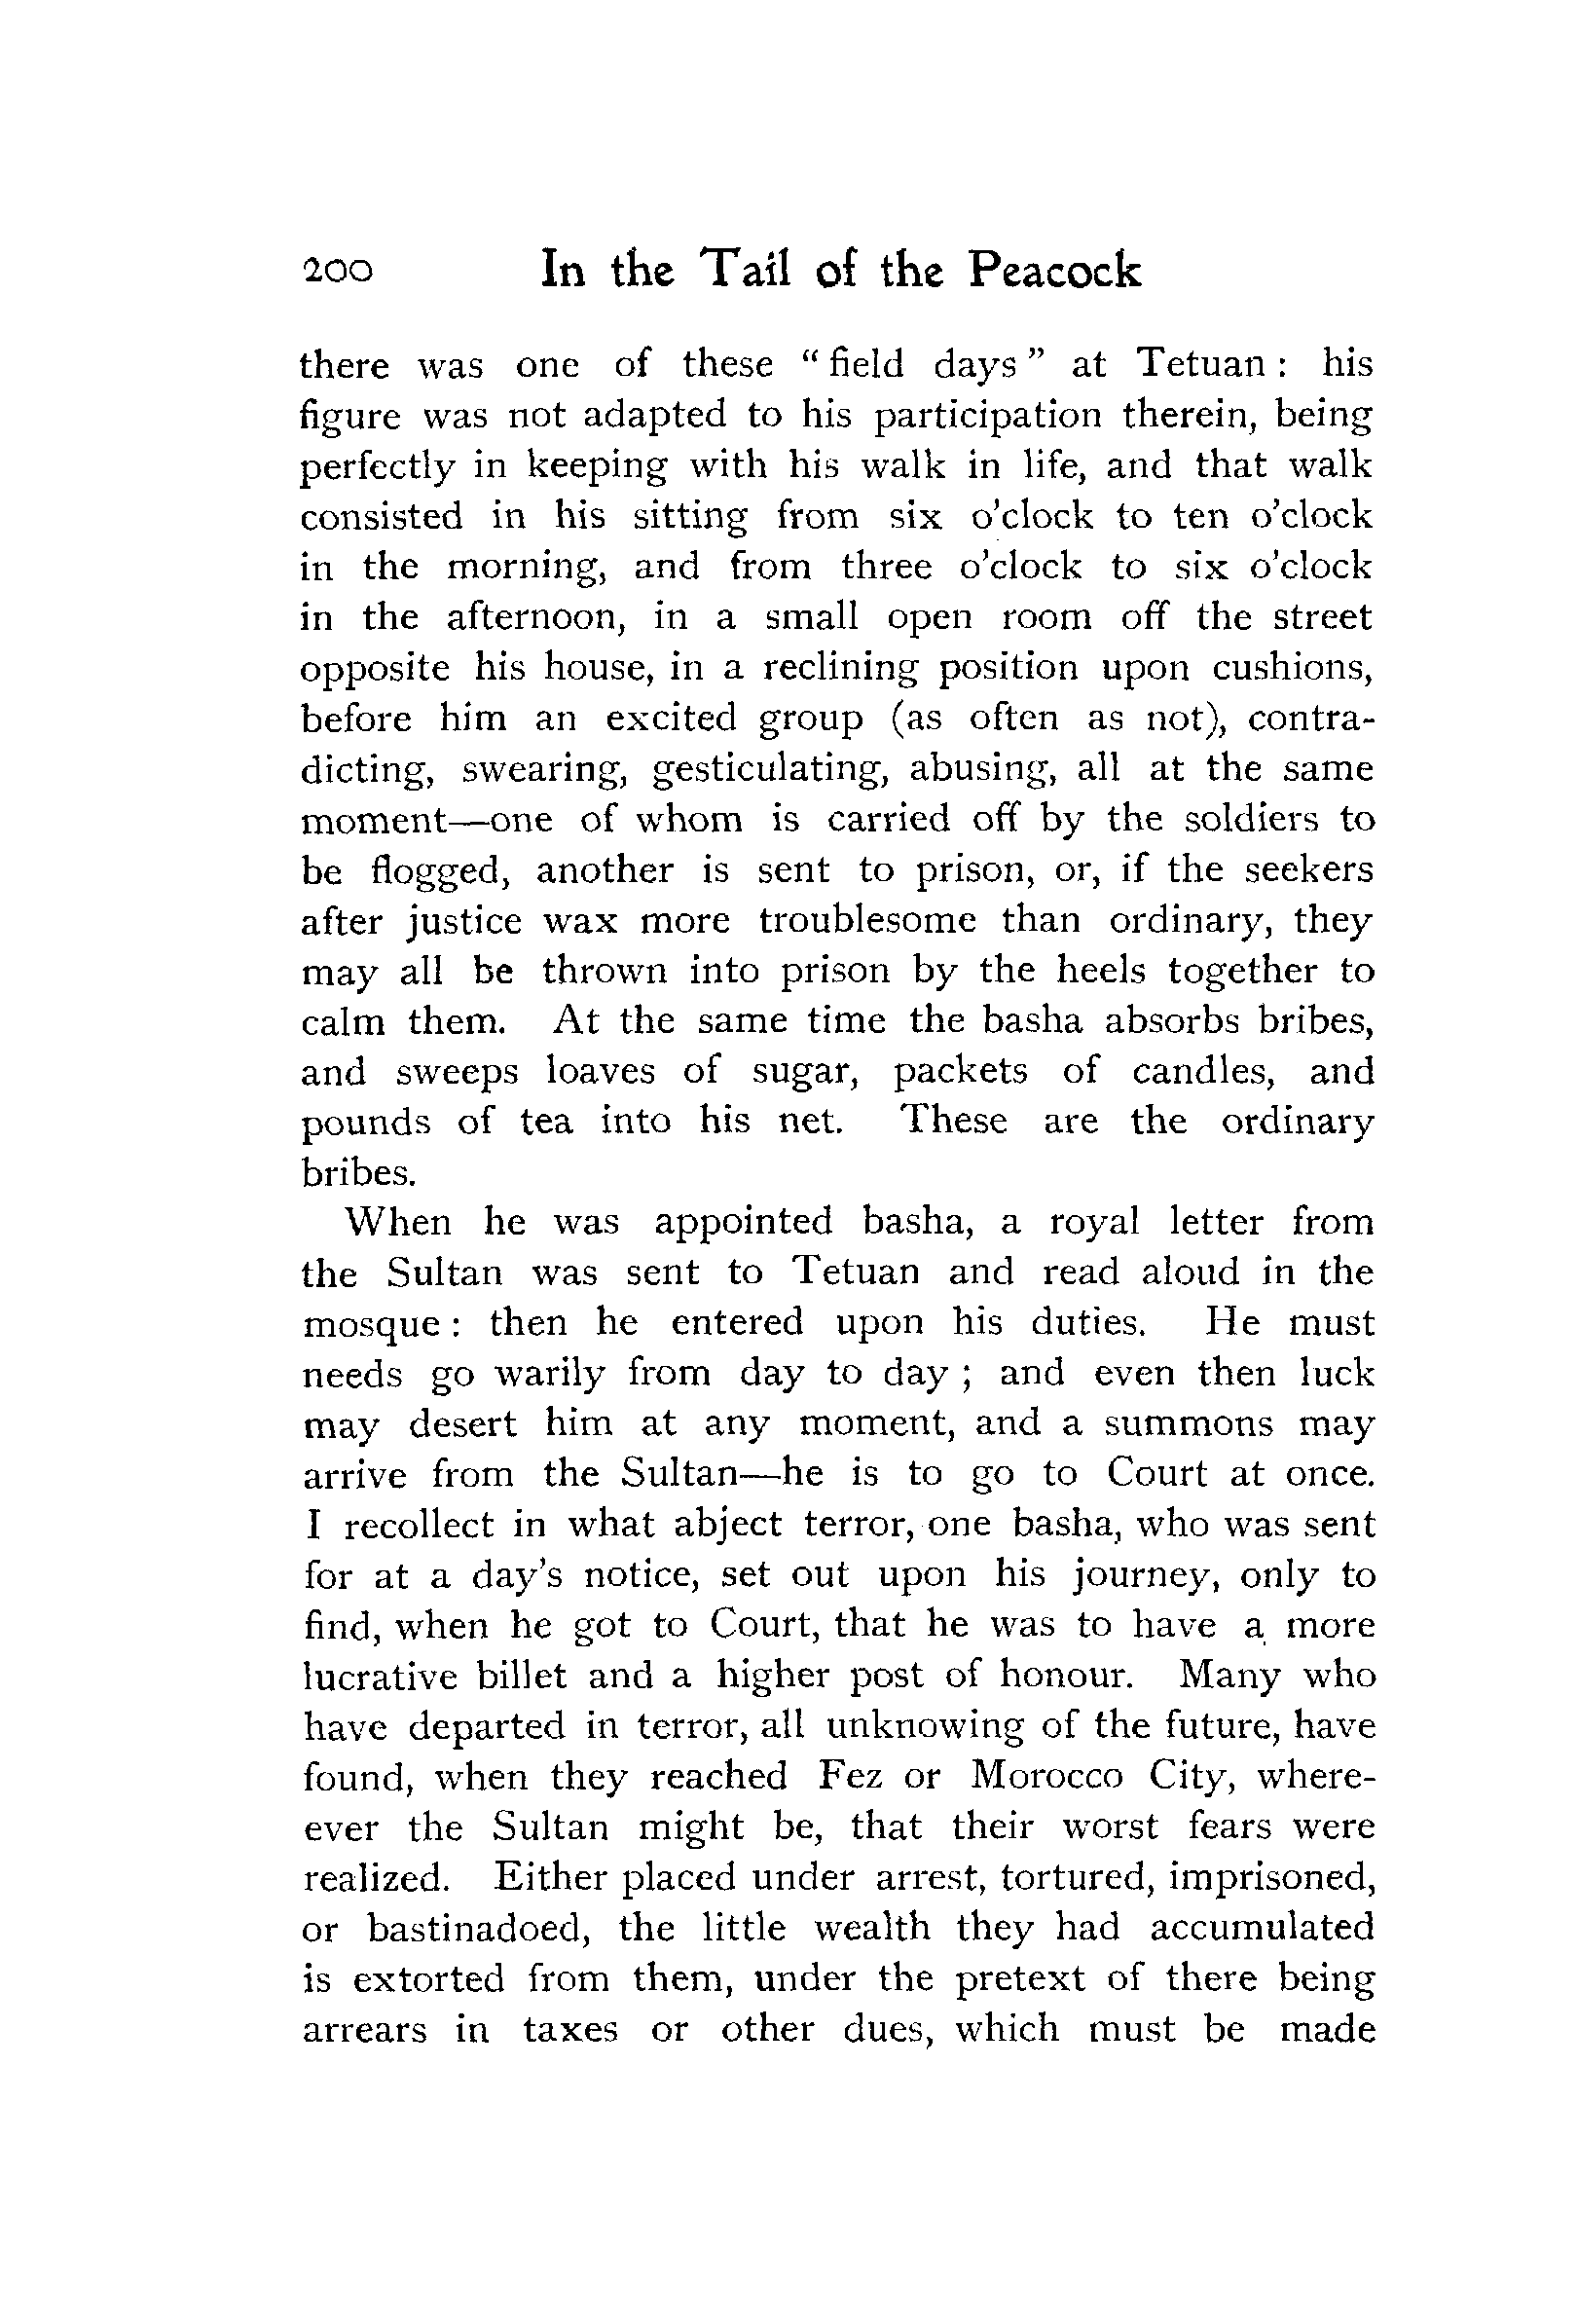 200 In the Tail of the Peacock
there was one of these “field days” at Tetuan: his
figure was not adapted to his participation therein, being
perfectly in keeping with his walk in life, and that walk
consisted in his sitting from six o’clock to ten o’clock
in the morning, and from three o’clock to six o’clock
in the afternoon, in a small open room off the street
opposite his house, in a reclining position upon cushions,
before him an excited group (as often as not), contra-
dicting, swearing, gesticulating, abusing, all at the same
moment—one of whom is carried off by the soldiers to
be flogged, another is sent to prison, or, if the seekers
after justice wax more troublesome than ordinary, they
may all be thrown into prison by the heels together to
calm them. At the same time the basha absorbs bribes,
and sweeps loaves of sugar, packets of candles, and
pounds of tea into his net. These are the ordinary
bribes.
When he was appointed basha, a royal letter from
the Sultan was sent to Tetuan and read aloud in the
mosque: then he entered upon his duties. He must
needs go warily from day to day; and even then luck
may desert him at any moment, and a summons may
arrive from the Sultan—he is to go to Court at once.
I recollect in what abject terror, one basha, who was sent
for at a day’s notice, set out upon his journey, only to
find, when he got to Court, that he was to have a more
lucrative billet and a higher post of honour. Many who
have departed in terror, all unknowing of the future, have
found, when they reached Fez or Morocco City, where-
ever the Sultan might be, that their worst fears were
realized. Either placed under arrest, tortured, imprisoned,
or bastinadoed, the little wealth they had accumulated
is extorted from them, under the pretext of there being
arrears in taxes or other dues, which must be made